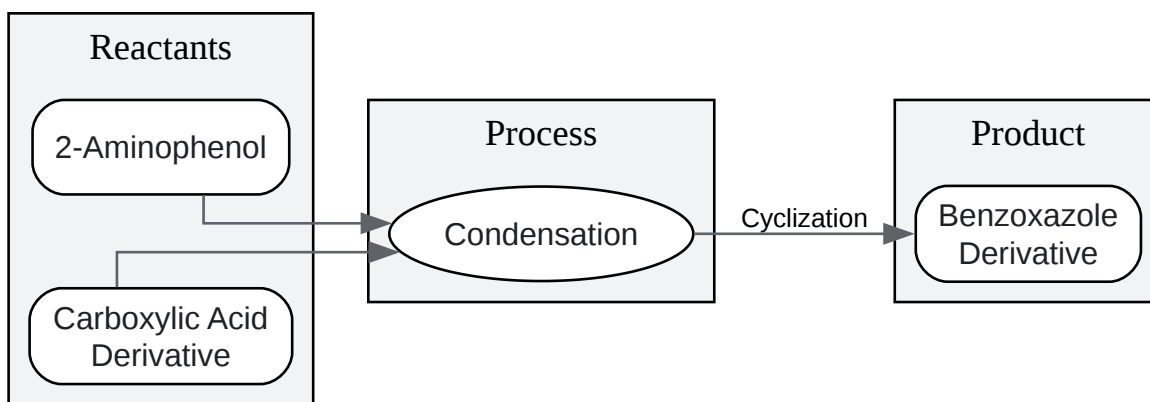 Reactants
2-Aminophenol
Carboxylic Acid
Derivative
Process
Condensation
Cyclization
Product
Benzoxazole
Derivative